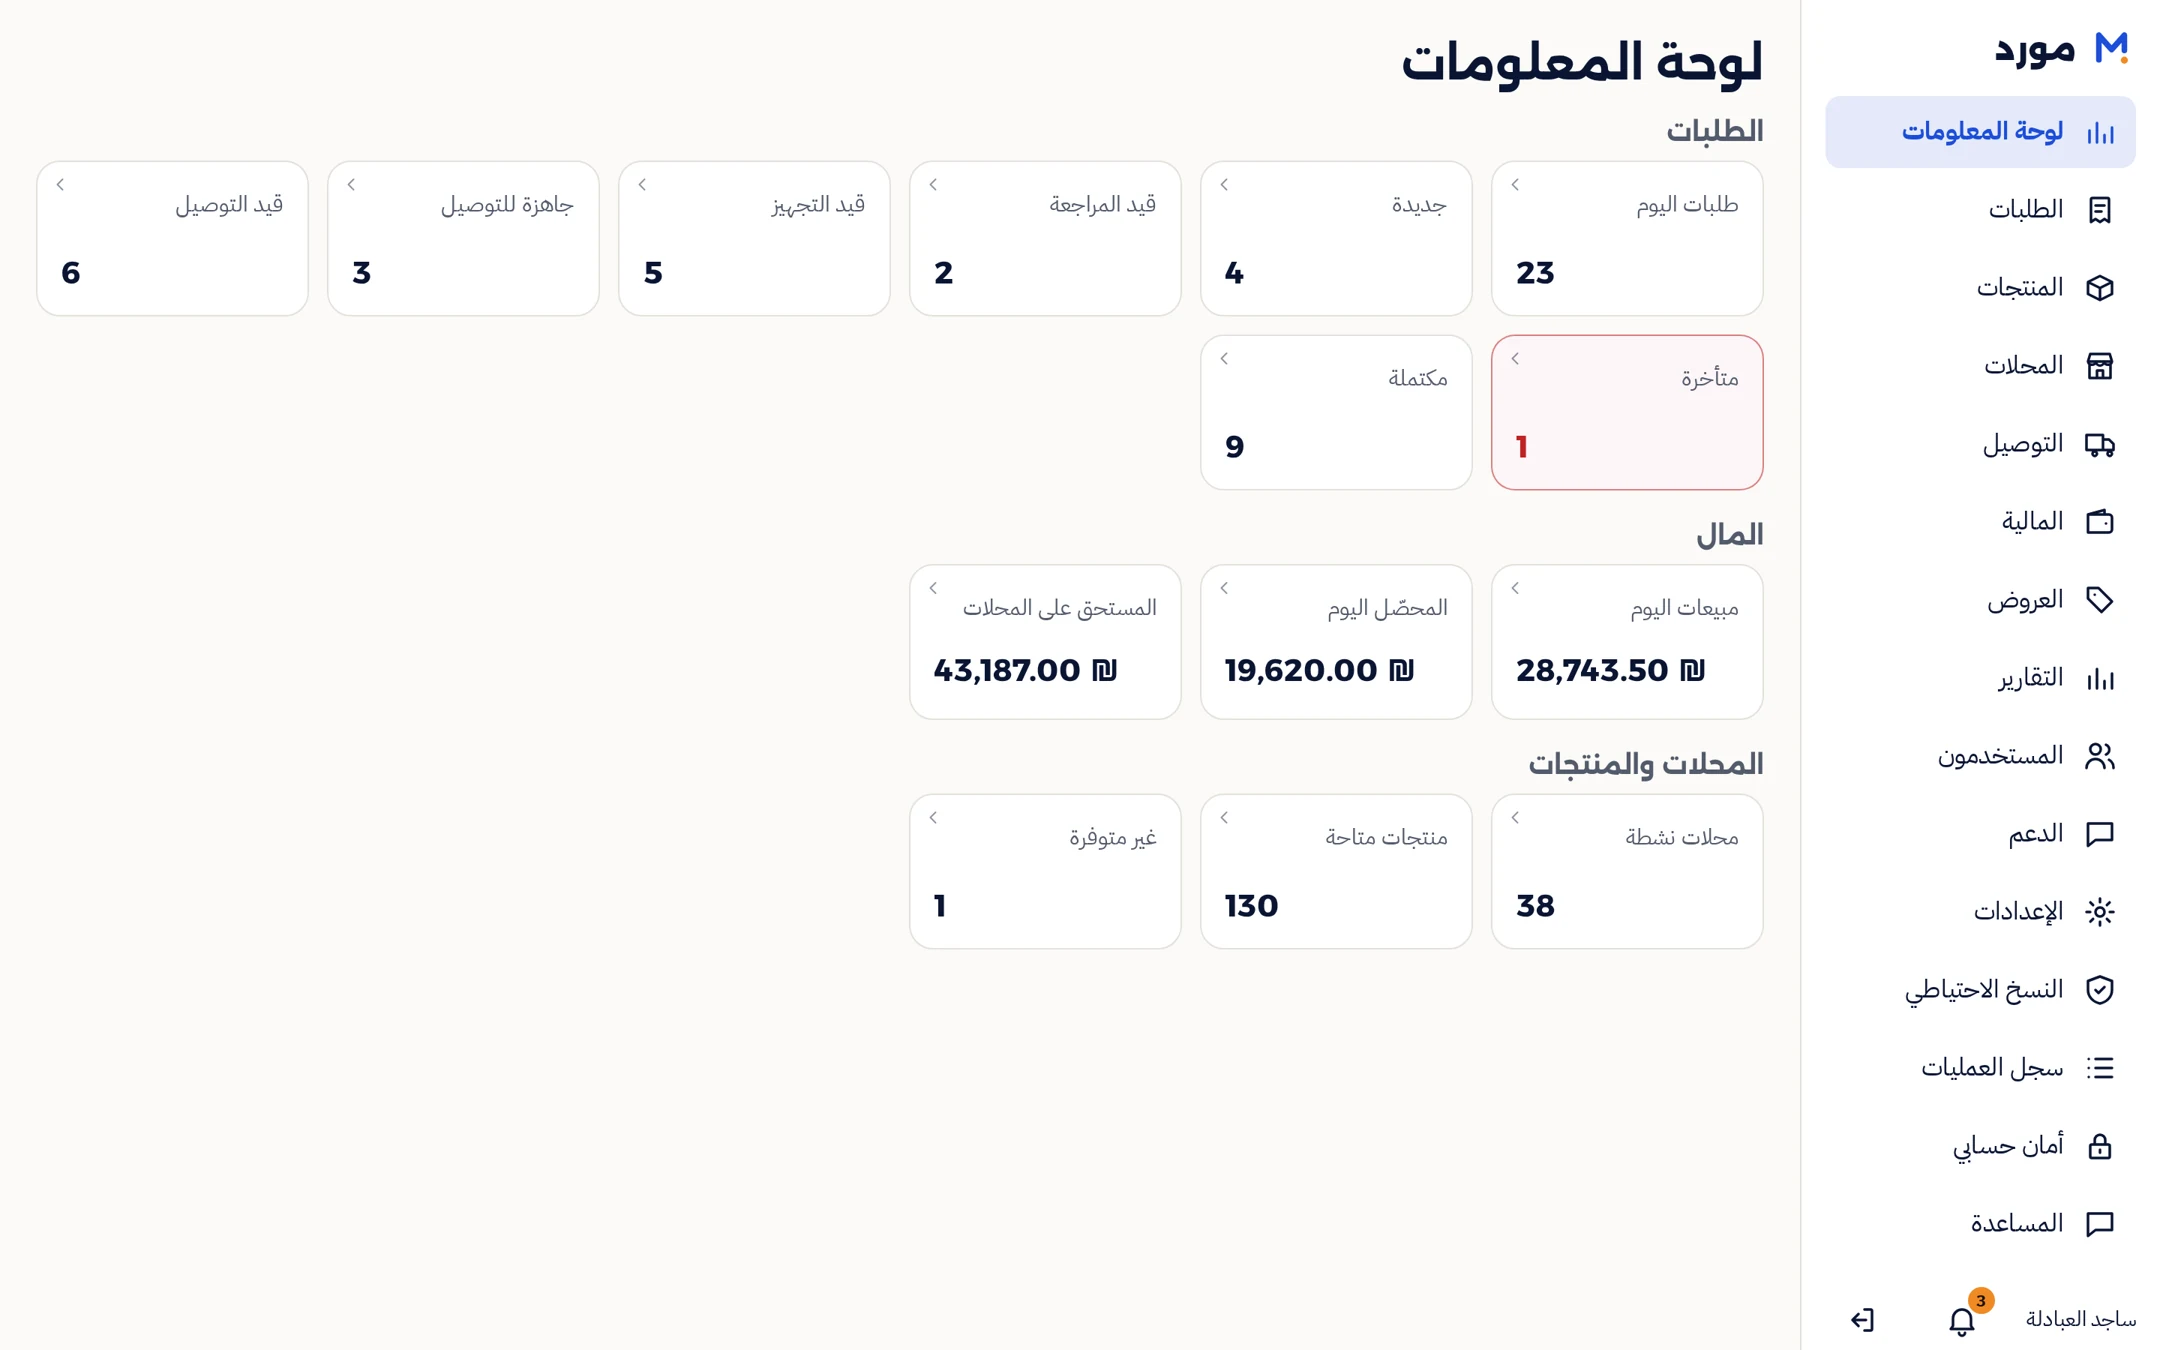 مورد
لوحة المعلومات
الطلبات
المنتجات
المحلات
التوصيل
المالية
العروض
التقارير
المستخدمون
الدعم
الإعدادات
النسخ الاحتياطي
سجل العمليات
أمان حسابي
المساعدة
ساجد العبادلة
3
لوحة المعلومات
الطلبات
طلبات اليوم
23
جديدة
4
قيد المراجعة
2
قيد التجهيز
5
جاهزة للتوصيل
3
قيد التوصيل
6
متأخرة
1
مكتملة
9
المال
مبيعات اليوم
28,743.50 ₪
المحصّل اليوم
19,620.00 ₪
المستحق على المحلات
43,187.00 ₪
المحلات والمنتجات
محلات نشطة
38
منتجات متاحة
130
غير متوفرة
1